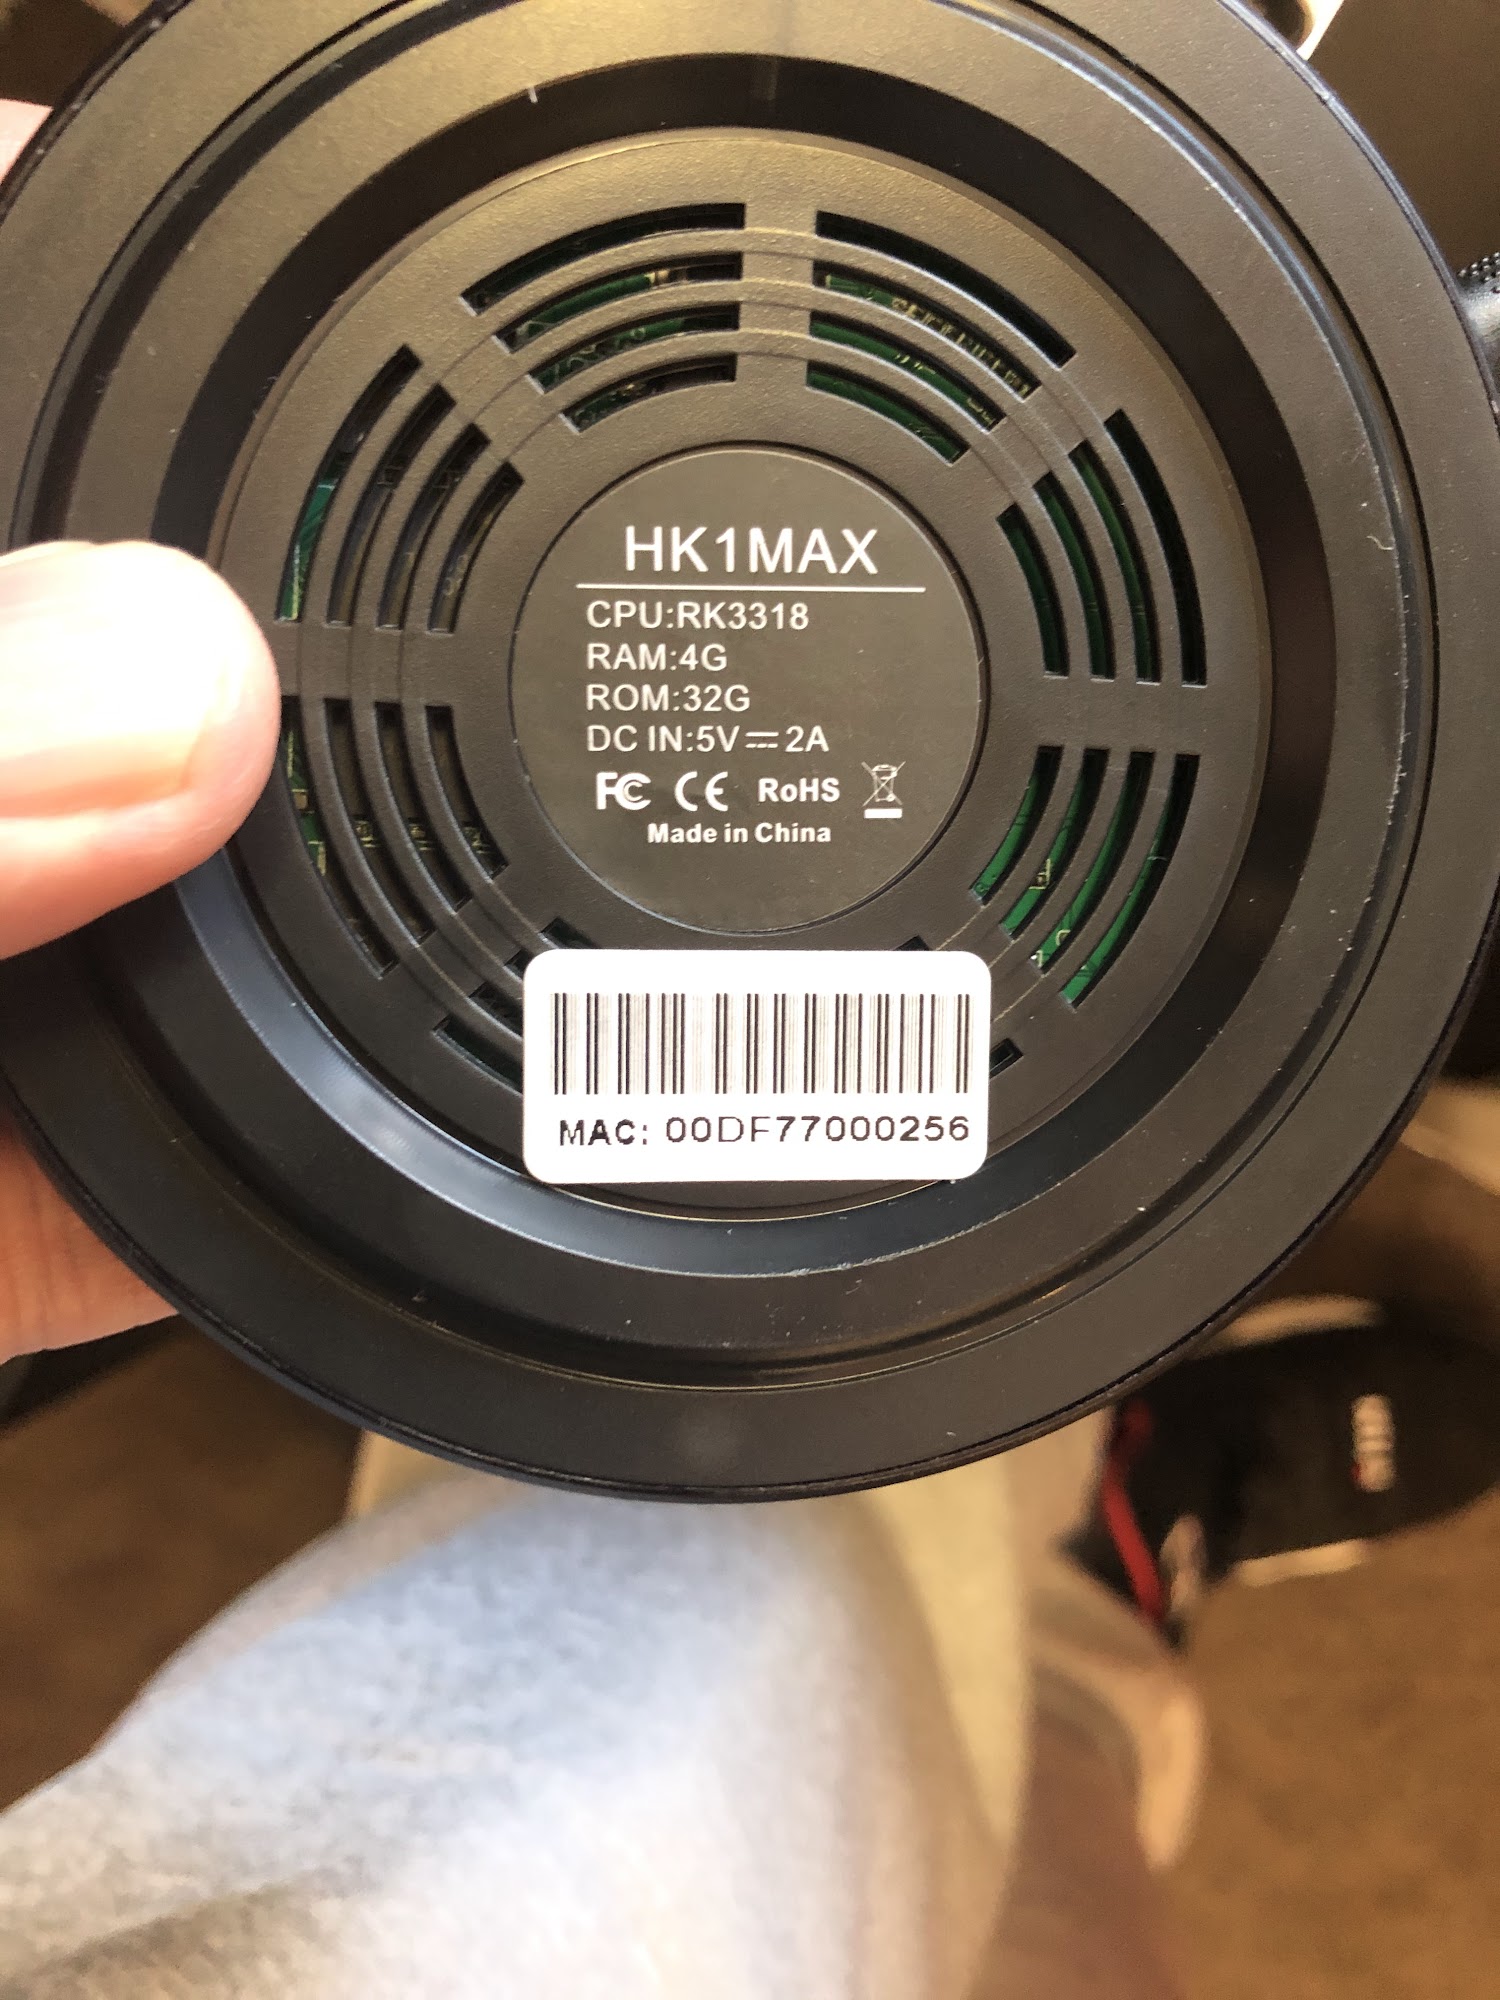 HK1MAX
CPU:RK3318
RAM:4G
ROM:32G
DC IN:5V⎓2A
FC CE RoHS
Made in China
MAC: 00DF77000256